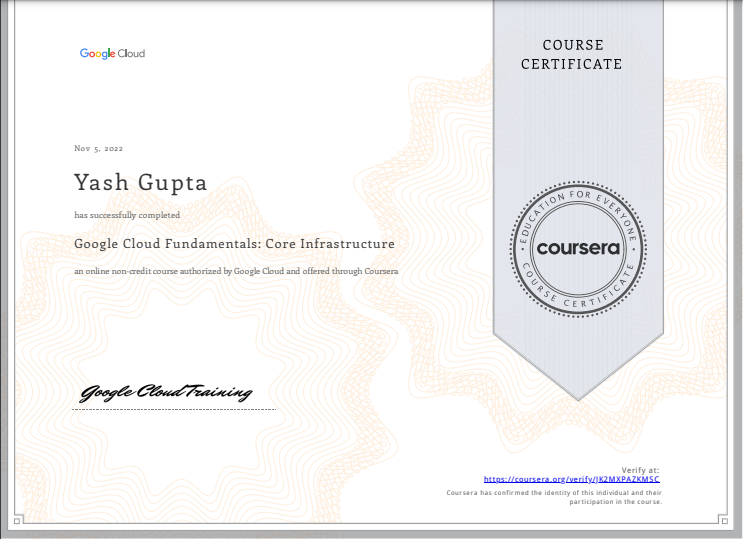 Google Cloud
COURSE
CERTIFICATE
Nov 5, 2022
Yash Gupta
has successfully completed
Google Cloud Fundamentals: Core Infrastructure
an online non-credit course authorized by Google Cloud and offered through Coursera
EDUCATION FOR EVERYONE
coursera
COURSE CERTIFICATE
Google Cloud Training
Verify at:
https://coursera.org/verify/JK2MXPAZKMSC
Coursera has confirmed the identity of this individual and their
participation in the course.